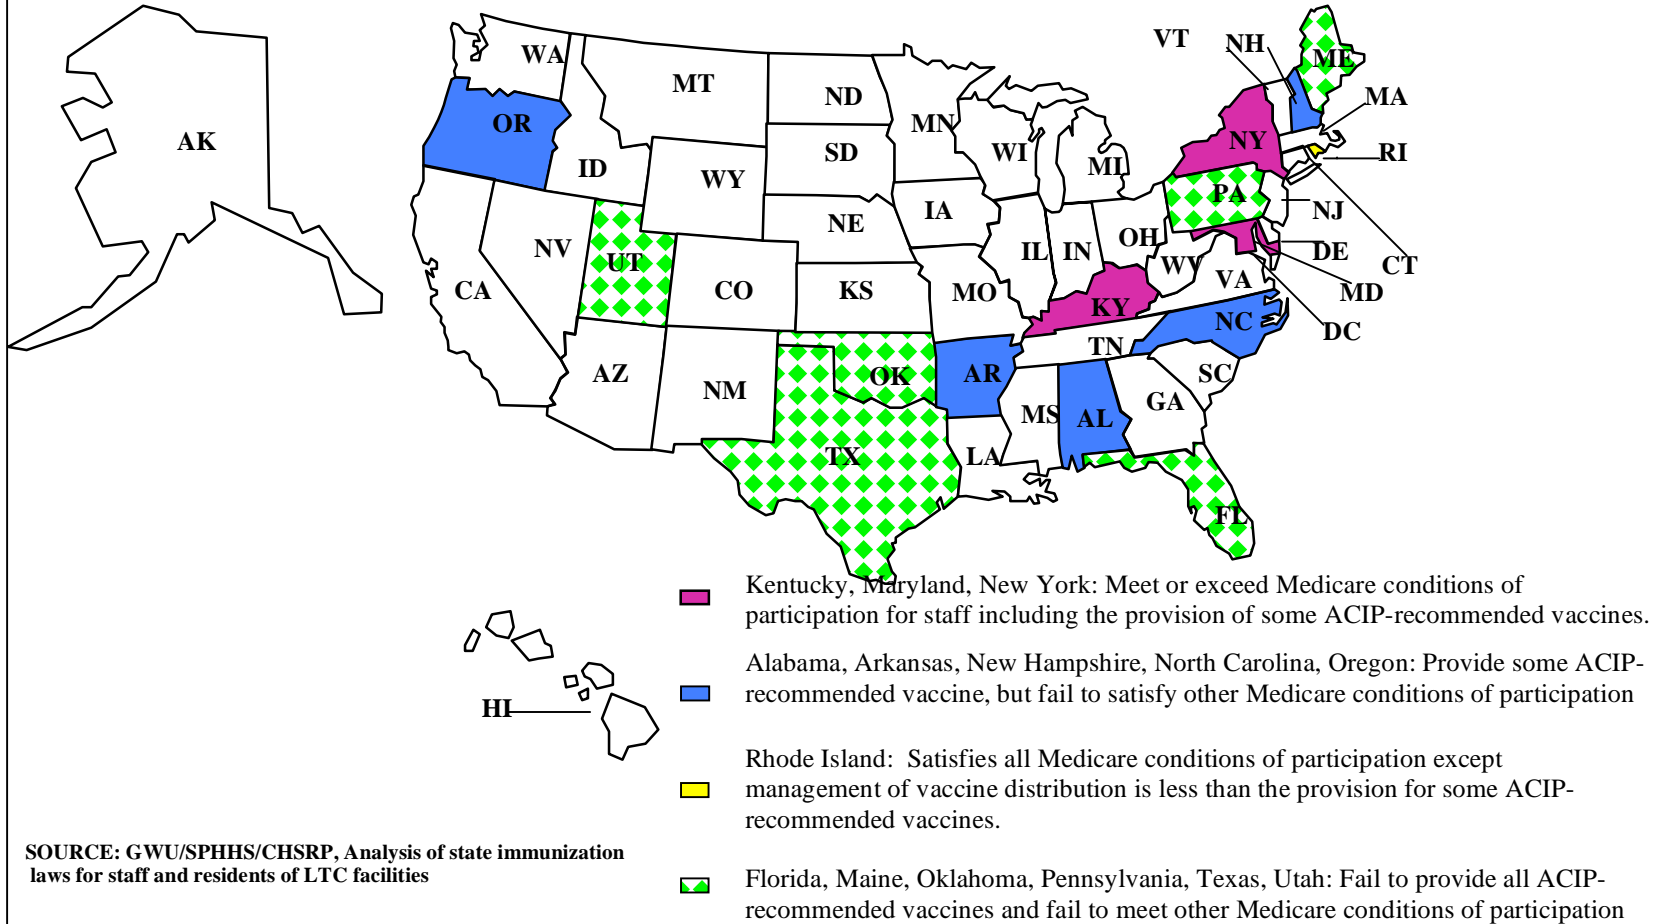 VT
NH
WA
ME
MT
ND
MA
OR
MN
AK
NY
SD
WI
RI
MI
ID
WY
PA
IA
NJ
NE
OH
NV
IL
IN
DE
UT
WV
CT
CA
CO
KS
MO
VA
MD
KY
NC
DC
TN
AZ
OK
AR
SC
NM
GA
MS
AL
TX
LA
FL
HI
Kentucky, Maryland, New York: Meet or exceed Medicare conditions of
participation for staff including the provision of some ACIP-recommended vaccines.
Alabama, Arkansas, New Hampshire, North Carolina, Oregon: Provide some ACIP-
recommended vaccine, but fail to satisfy other Medicare conditions of participation
Rhode Island: Satisfies all Medicare conditions of participation except
management of vaccine distribution is less than the provision for some ACIP-
recommended vaccines.
Florida, Maine, Oklahoma, Pennsylvania, Texas, Utah: Fail to provide all ACIP-
recommended vaccines and fail to meet other Medicare conditions of participation
SOURCE: GWU/SPHHS/CHSRP, Analysis of state immunization
laws for staff and residents of LTC facilities